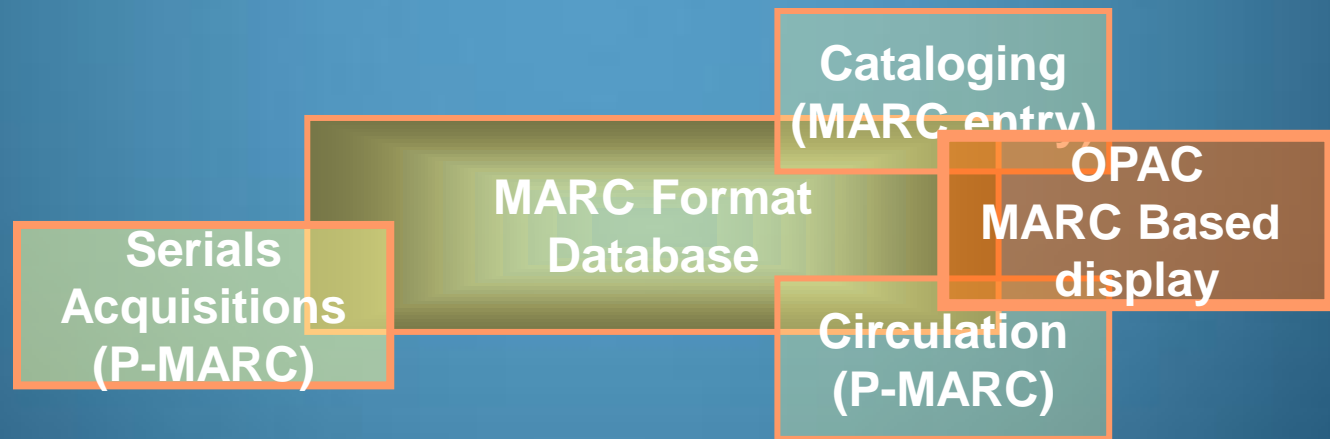 Cataloging
(MARC entry)
MARC Format
Database
OPAC
MARC Based
display
Serials
Acquisitions
(P-MARC)
Circulation
(P-MARC)